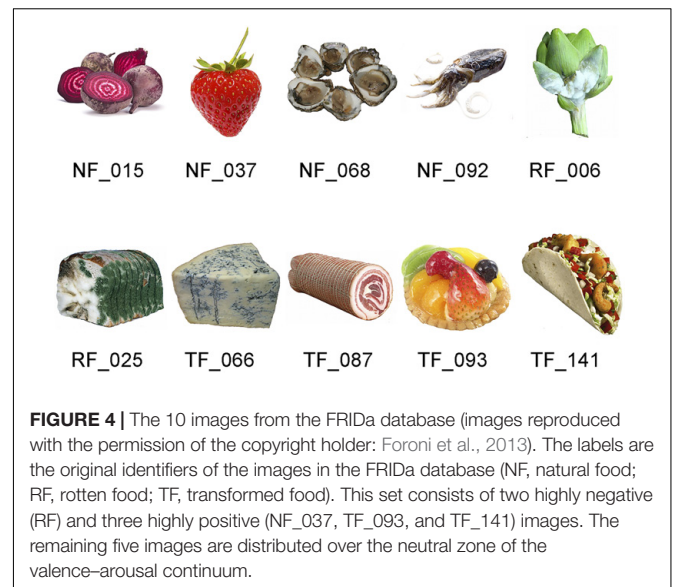 NF_015 NF_037 NF_068 NF_092 RF_006
RF_025 TF_066 TF_087 TF_093 TF_141
FIGURE 4 | The 10 images from the FRIDa database (images reproduced
with the permission of the copyright holder: Foroni et al., 2013). The labels are
the original identifiers of the images in the FRIDa database (NF, natural food;
RF, rotten food; TF, transformed food). This set consists of two highly negative
(RF) and three highly positive (NF_037, TF_093, and TF_141) images. The
remaining five images are distributed over the neutral zone of the
valence–arousal continuum.